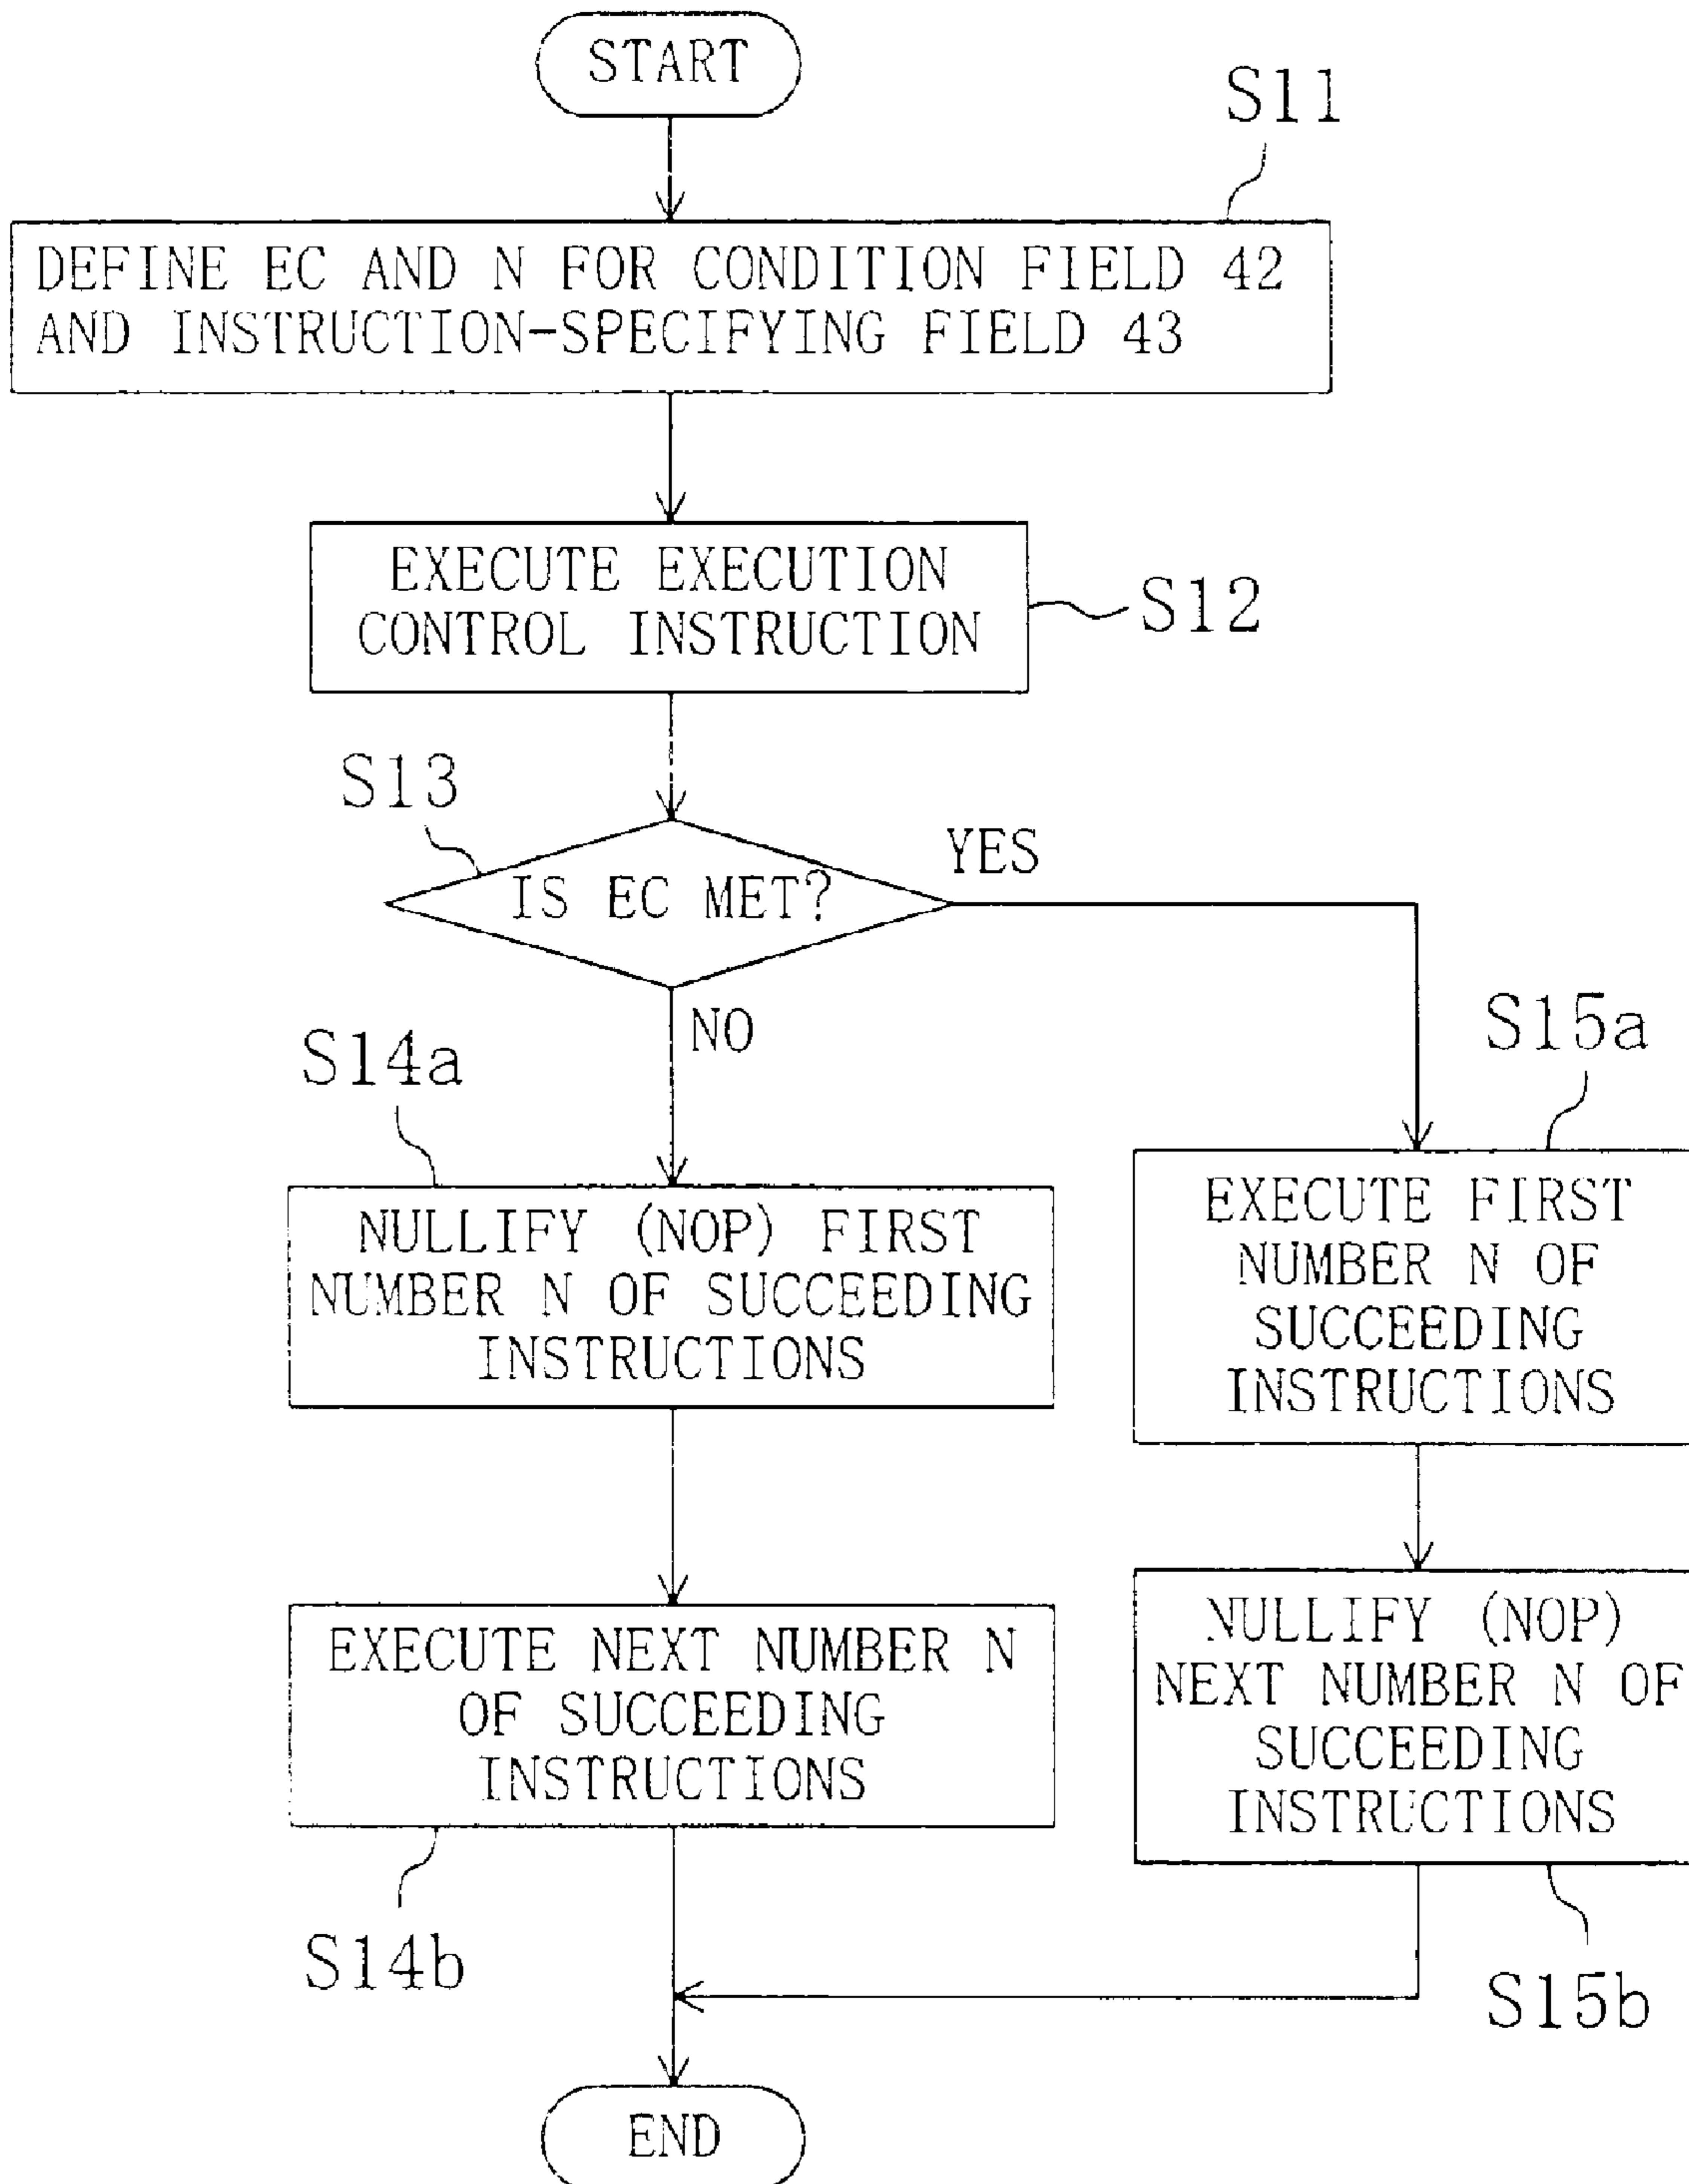 START
S11
DEFINE EC AND N FOR CONDITION FIELD 42
AND INSTRUCTION-SPECIFYING FIELD 43
EXECUTE EXECUTION
CONTROL INSTRUCTION
S12
S13
IS EC MET?
YES
NO
S14a
NULLIFY (NOP) FIRST
NUMBER N OF SUCCEEDING
INSTRUCTIONS
EXECUTE NEXT NUMBER N
OF SUCCEEDING
INSTRUCTIONS
S14b
S15a
EXECUTE FIRST
NUMBER N OF
SUCCEEDING
INSTRUCTIONS
NULLIFY (NOP)
NEXT NUMBER N OF
SUCCEEDING
INSTRUCTIONS
S15b
END